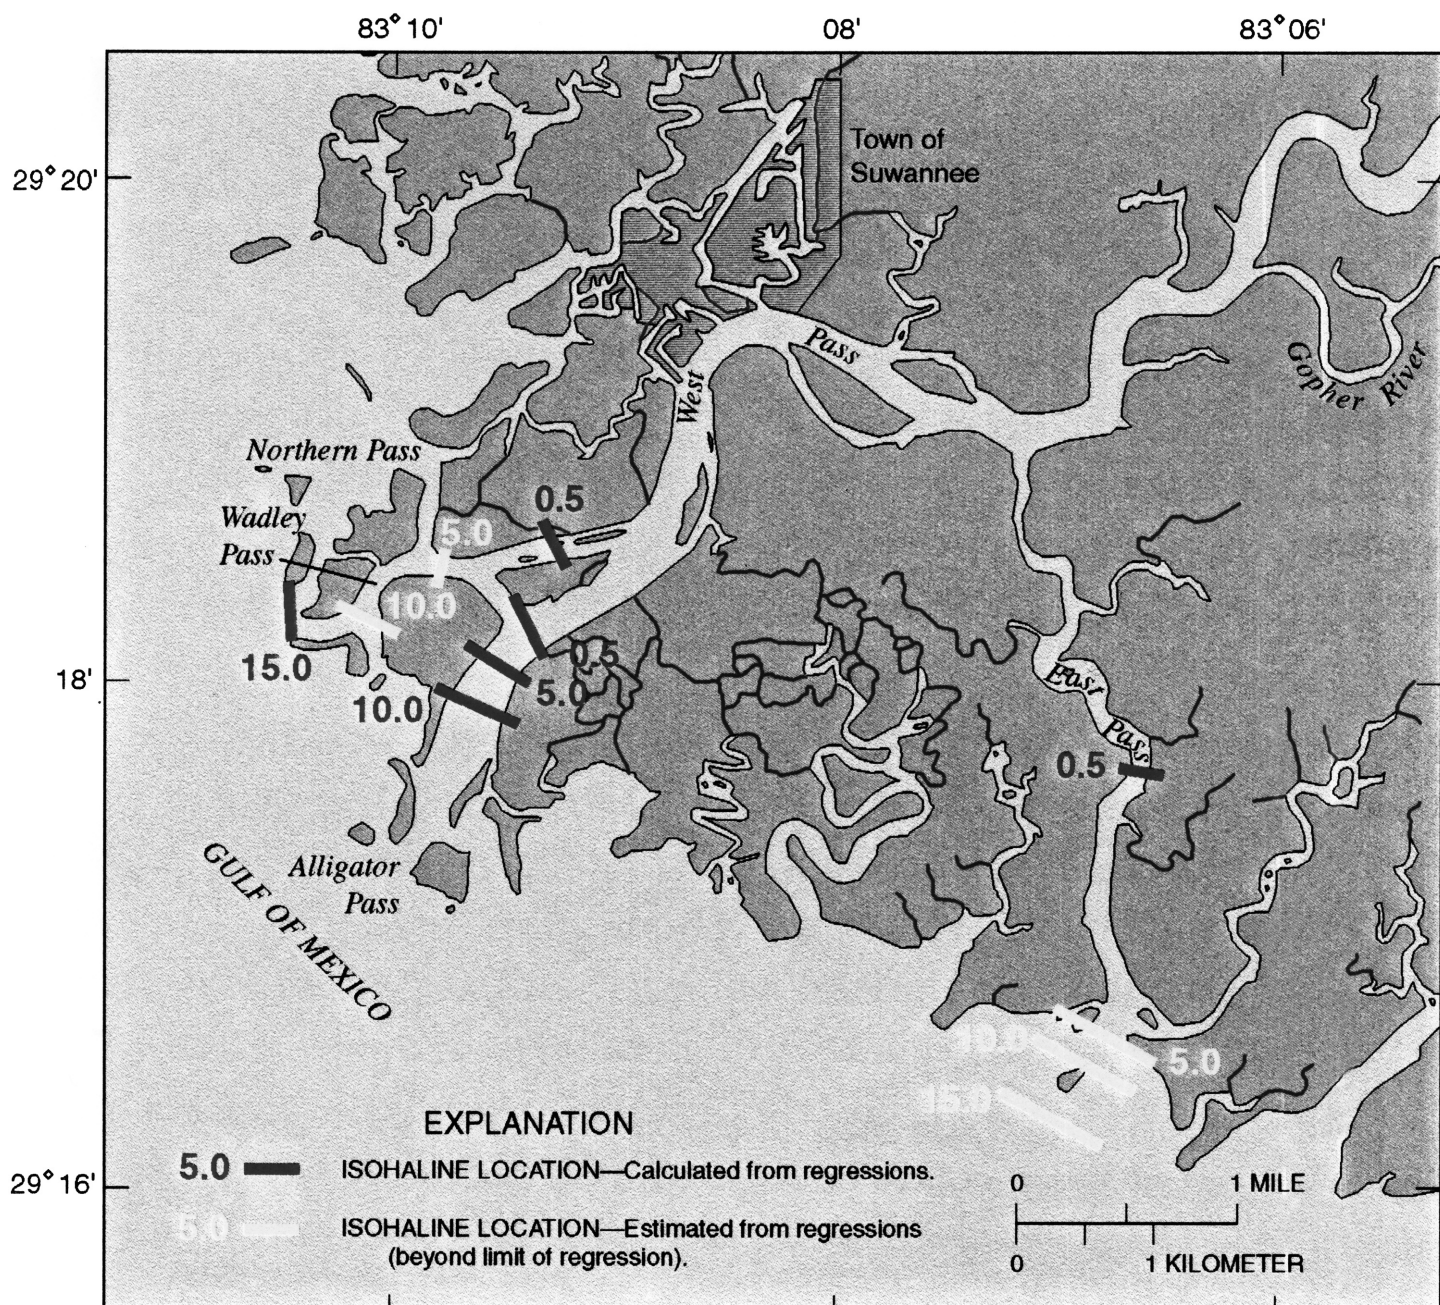 83° 10' 08' 83° 06'
Town of
Suwannee
29° 20'
Pass
West
Gopher River
Northern Pass
0.5
Wadley
Pass
5.0
10.0
15.0
0.5
5.0
10.0
18'
East
Pass
0.5
Alligator
Pass
GULF OF MEXICO
10.0
5.0
15.0
EXPLANATION
5.0 ISOHALINE LOCATION—Calculated from regressions.
5.0 ISOHALINE LOCATION—Estimated from regressions
(beyond limit of regression).
29° 16'
0 1 MILE
0 1 KILOMETER